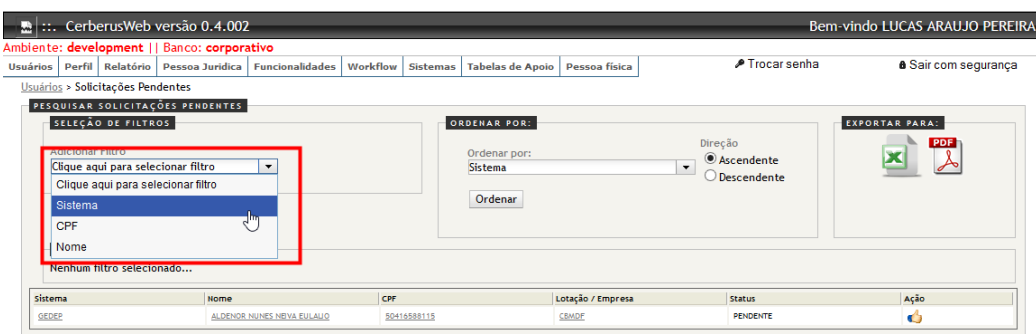 ::. CerberusWeb versão 0.4.002
Bem-vindo LUCAS ARAUJO PEREIRA
Ambiente: development || Banco: corporativo
Usuários Perfil Relatório Pessoa Juridica Funcionalidades Workflow Sistemas Tabelas de Apoio Pessoa física Trocar senha Sair com segurança
Usuários > Solicitações Pendentes
PESQUISAR SOLICITAÇÕES PENDENTES
SELEÇÃO DE FILTROS
Adicionar Filtro
Clique aqui para selecionar filtro
Clique aqui para selecionar filtro
Sistema
CPF
Nome
Nenhum filtro selecionado...
ORDENAR POR:
Ordenar por:
Sistema
Direção
Ascendente
Descendente
Ordenar
EXPORTAR PARA:
PDF
Sistema Nome CPF Lotação / Empresa Status Ação
GEDEP ALDENOR NUNES NEIVA EULALIO 50416588115 CBMDF PENDENTE